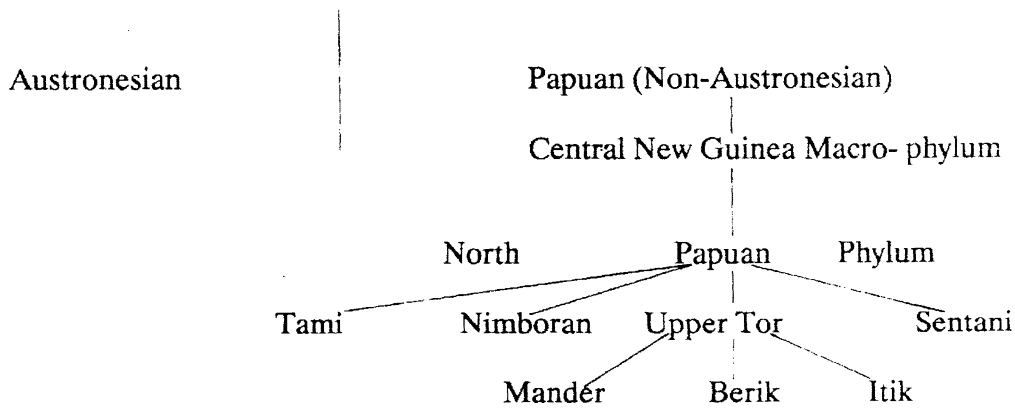 Austronesian Papuan (Non-Austronesian)
Central New Guinea Macro- phylum
North Papuan Phylum
Tami Nimboran Upper Tor Sentani
Mander Berik Itik